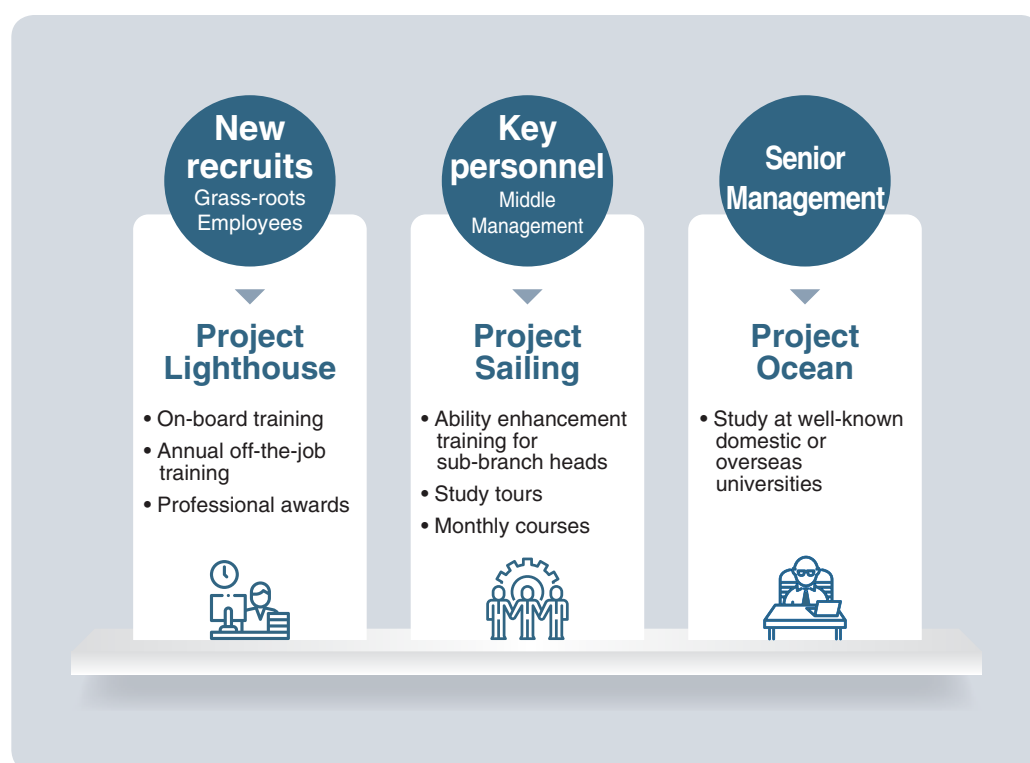 New
recruits
Grass-roots
Employees
Project
Lighthouse
• On-board training
• Annual off-the-job
training
• Professional awards
Key
personnel
Middle
Management
Project
Sailing
• Ability enhancement
training for
sub-branch heads
• Study tours
• Monthly courses
Senior
Management
Project
Ocean
• Study at well-known
domestic or
overseas
universities